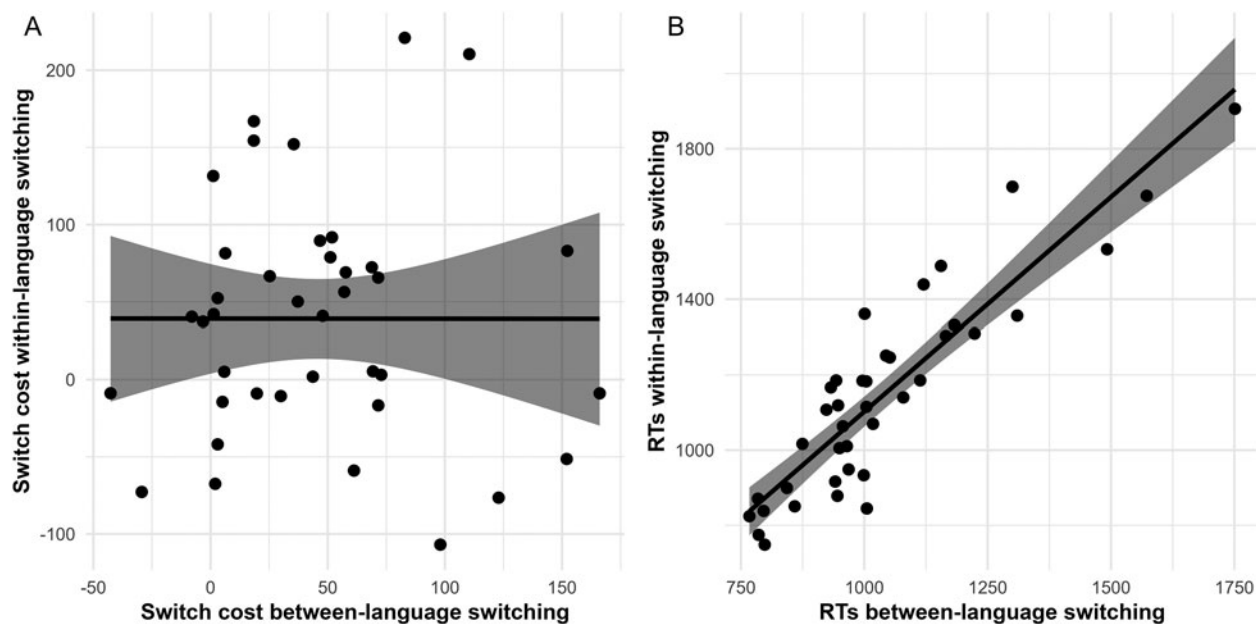 A
Switch cost within-language switching
200
100
0
-100
-50
0
50
100
150
Switch cost between-language switching
B
RTs within-language switching
1800
1400
1000
750
1000
1250
1500
1750
RTs between-language switching